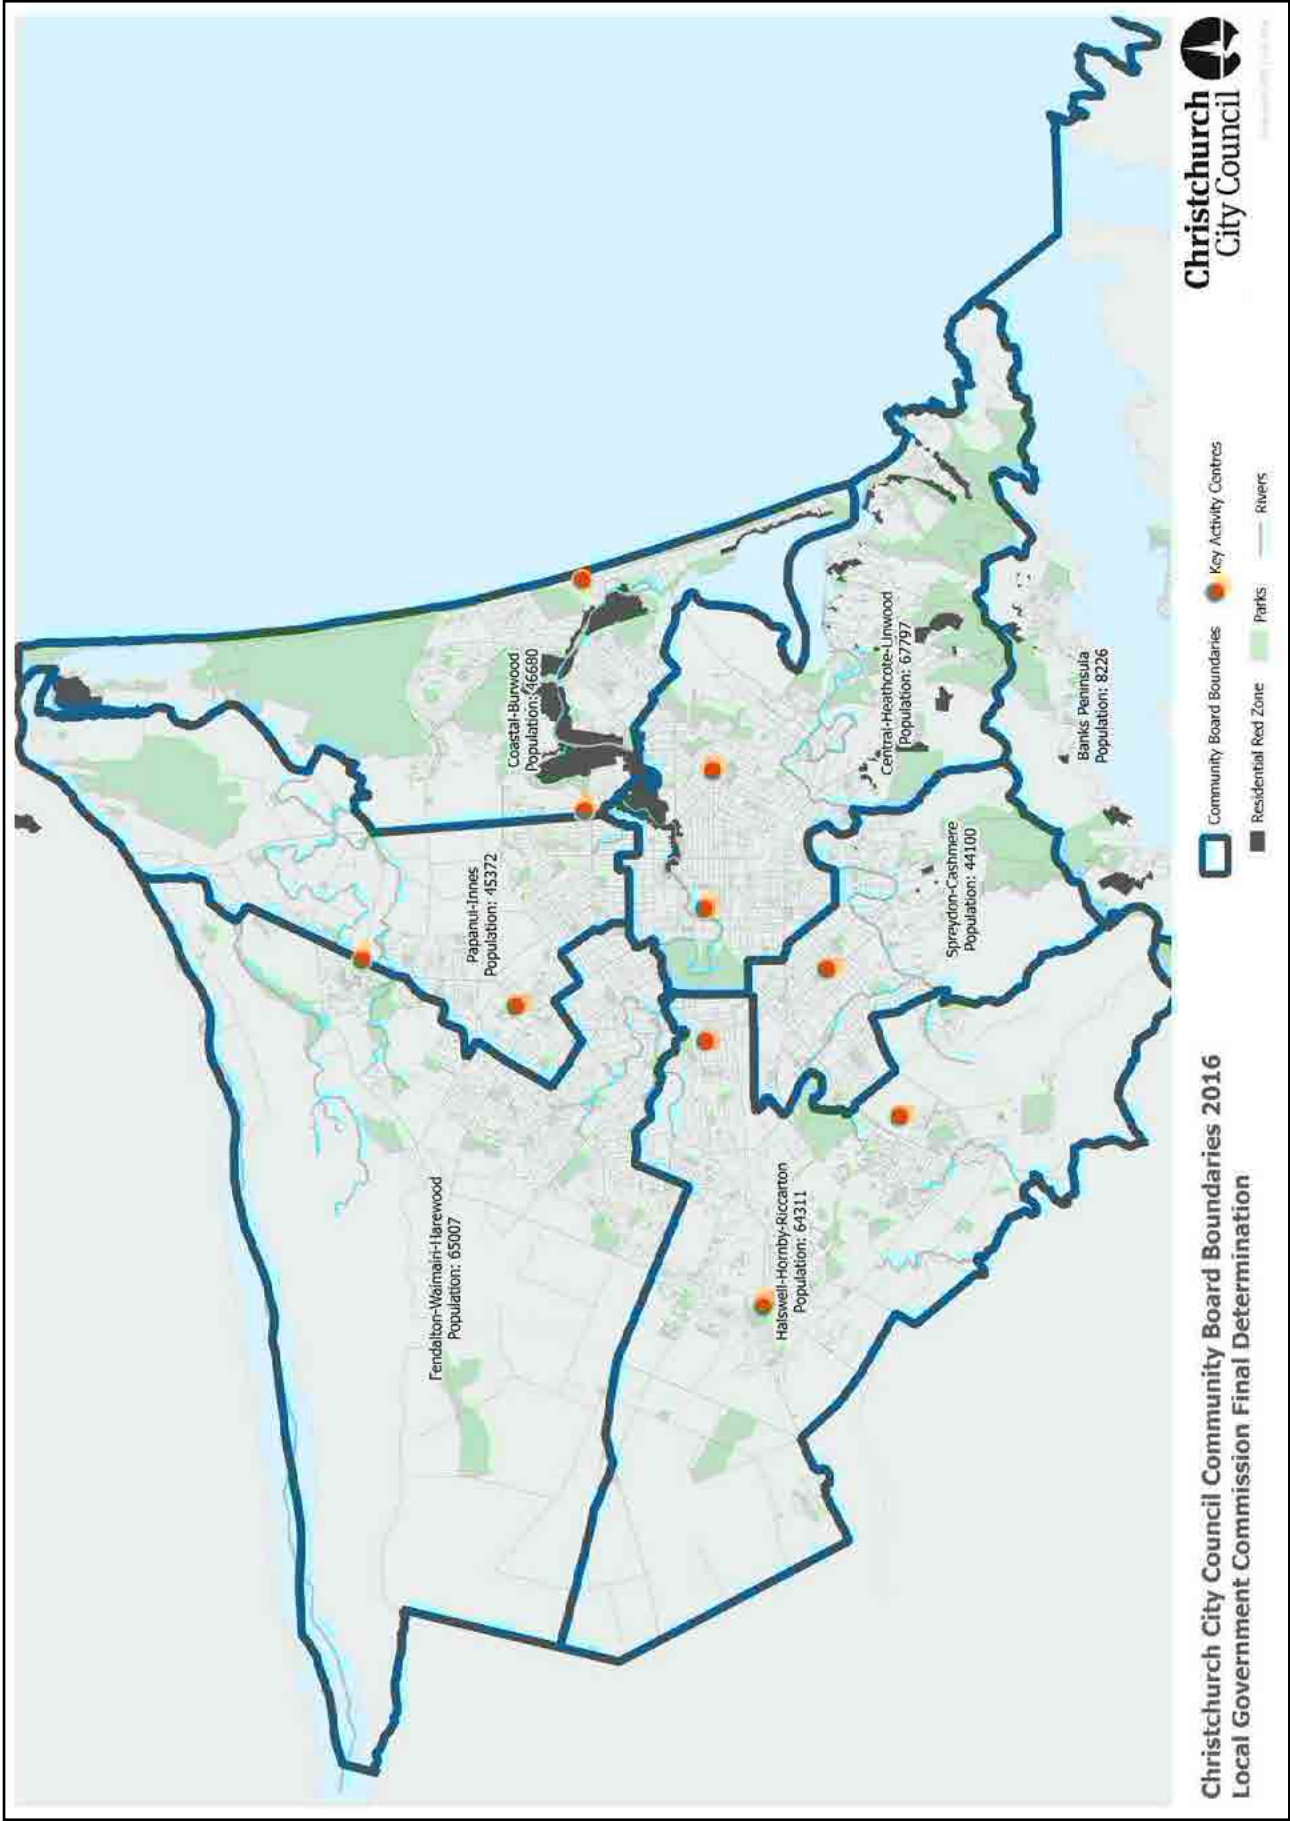 Christchurch
City Council
Coastal-Burwood
Population: 46680
Papanui-Innes
Population: 45372
Fendalton-Waimairi-Harewood
Population: 65007
Central-Heathcote-Linwood
Population: 67797
Banks Peninsula
Population: 8226
Spreydon-Cashmere
Population: 44100
Halswell-Hornby-Riccarton
Population: 64311
Christchurch City Council Community Board Boundaries 2016
Local Government Commission Final Determination
Community Board Boundaries
Key Activity Centres
Residential Red Zone
Parks
Rivers